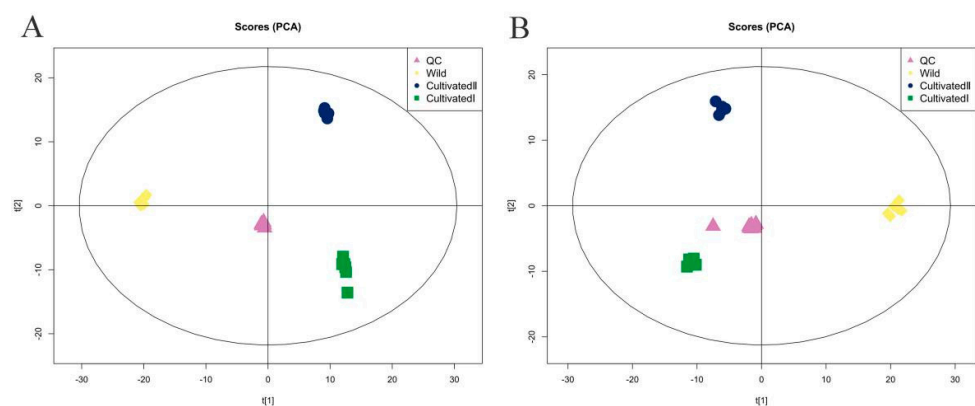 A
Scores (PCA)
QC
Wild
CultivatedⅡ
CultivatedⅠ
t[2]
20
10
0
-10
-20
-30
-20
-10
0
10
20
30
t[1]
B
Scores (PCA)
QC
Wild
CultivatedⅡ
CultivatedⅠ
t[2]
20
10
0
-10
-20
-30
-20
-10
0
10
20
30
t[1]